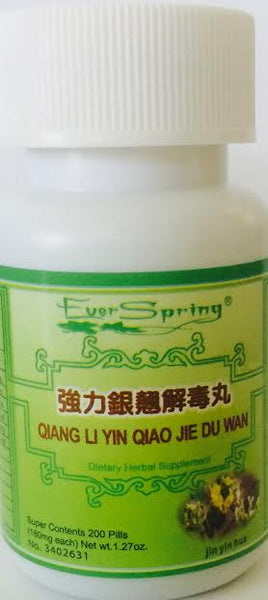 Ever Spring®
強力銀翹解毒丸
QIANG LI YIN QIAO JIE DU WAN
Dietary Herbal Supplement
Super Contents 200 Pills
(180mg each) Net wt.1.27oz.
No. 3402631
jin yin hua